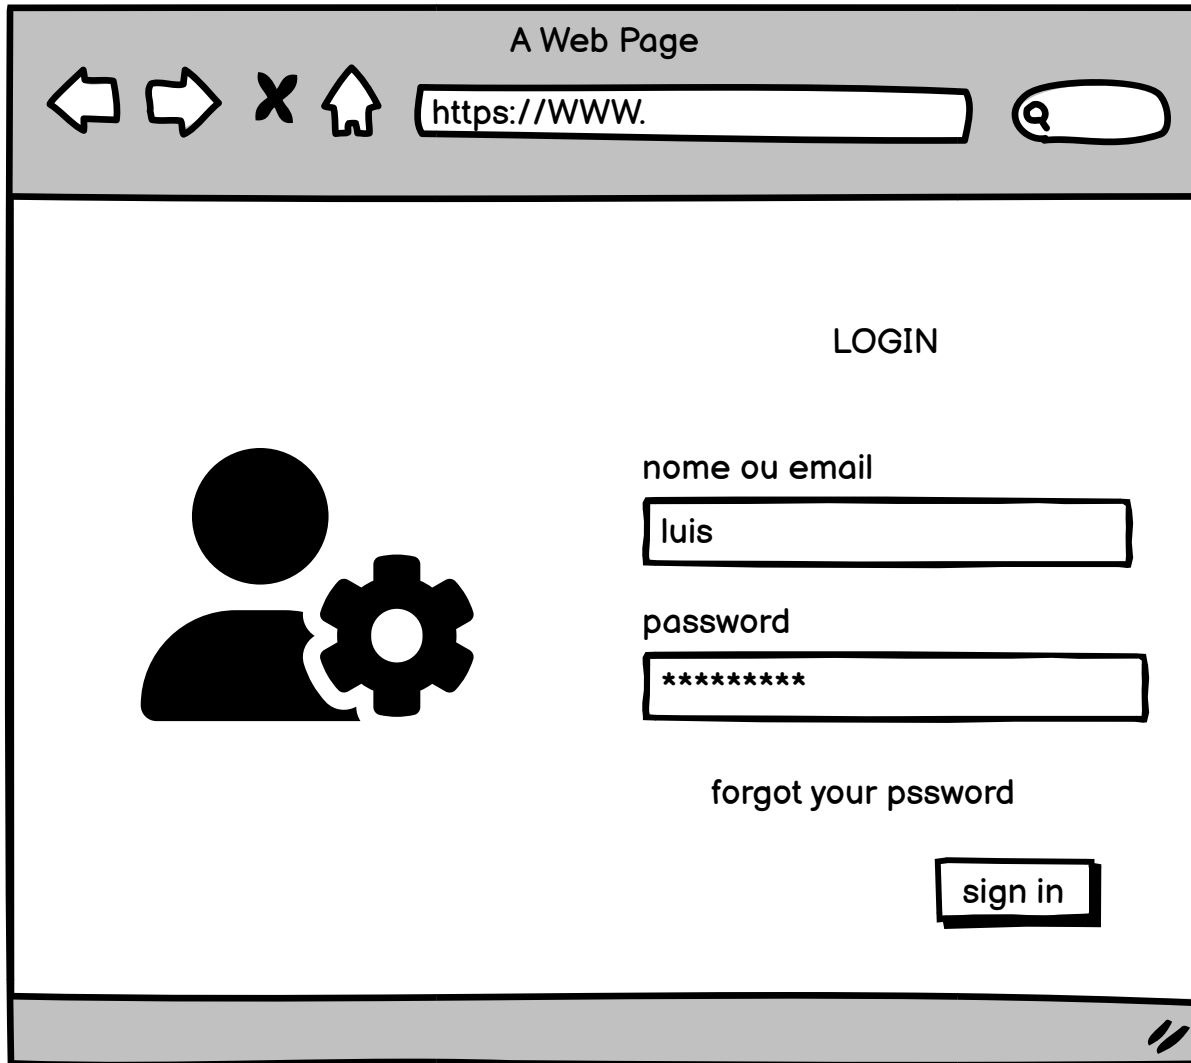 A Web Page
https://WWW.
LOGIN
nome ou email
luis
password
*********
forgot your pssword
sign in